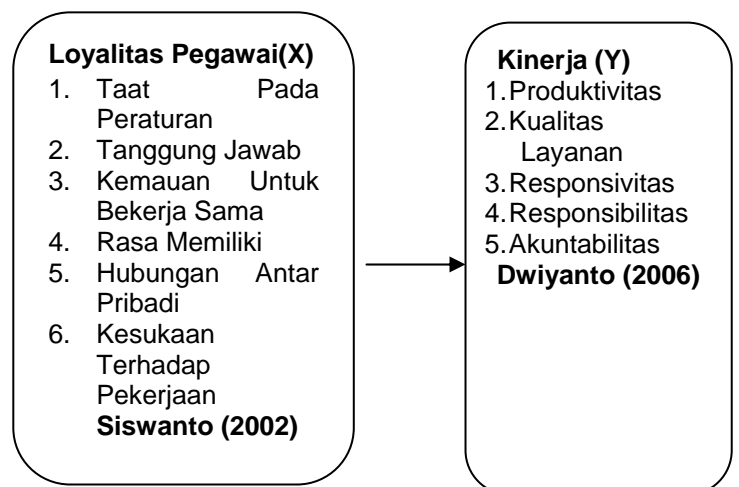 Loyalitas Pegawai(X)
1. Taat Pada
Peraturan
2. Tanggung Jawab
3. Kemauan Untuk
Bekerja Sama
4. Rasa Memiliki
5. Hubungan Antar
Pribadi
6. Kesukaan
Terhadap
Pekerjaan
Siswanto (2002)
Kinerja (Y)
1.Produktivitas
2.Kualitas
Layanan
3.Responsivitas
4.Responsibilitas
5.Akuntabilitas
Dwiyanto (2006)